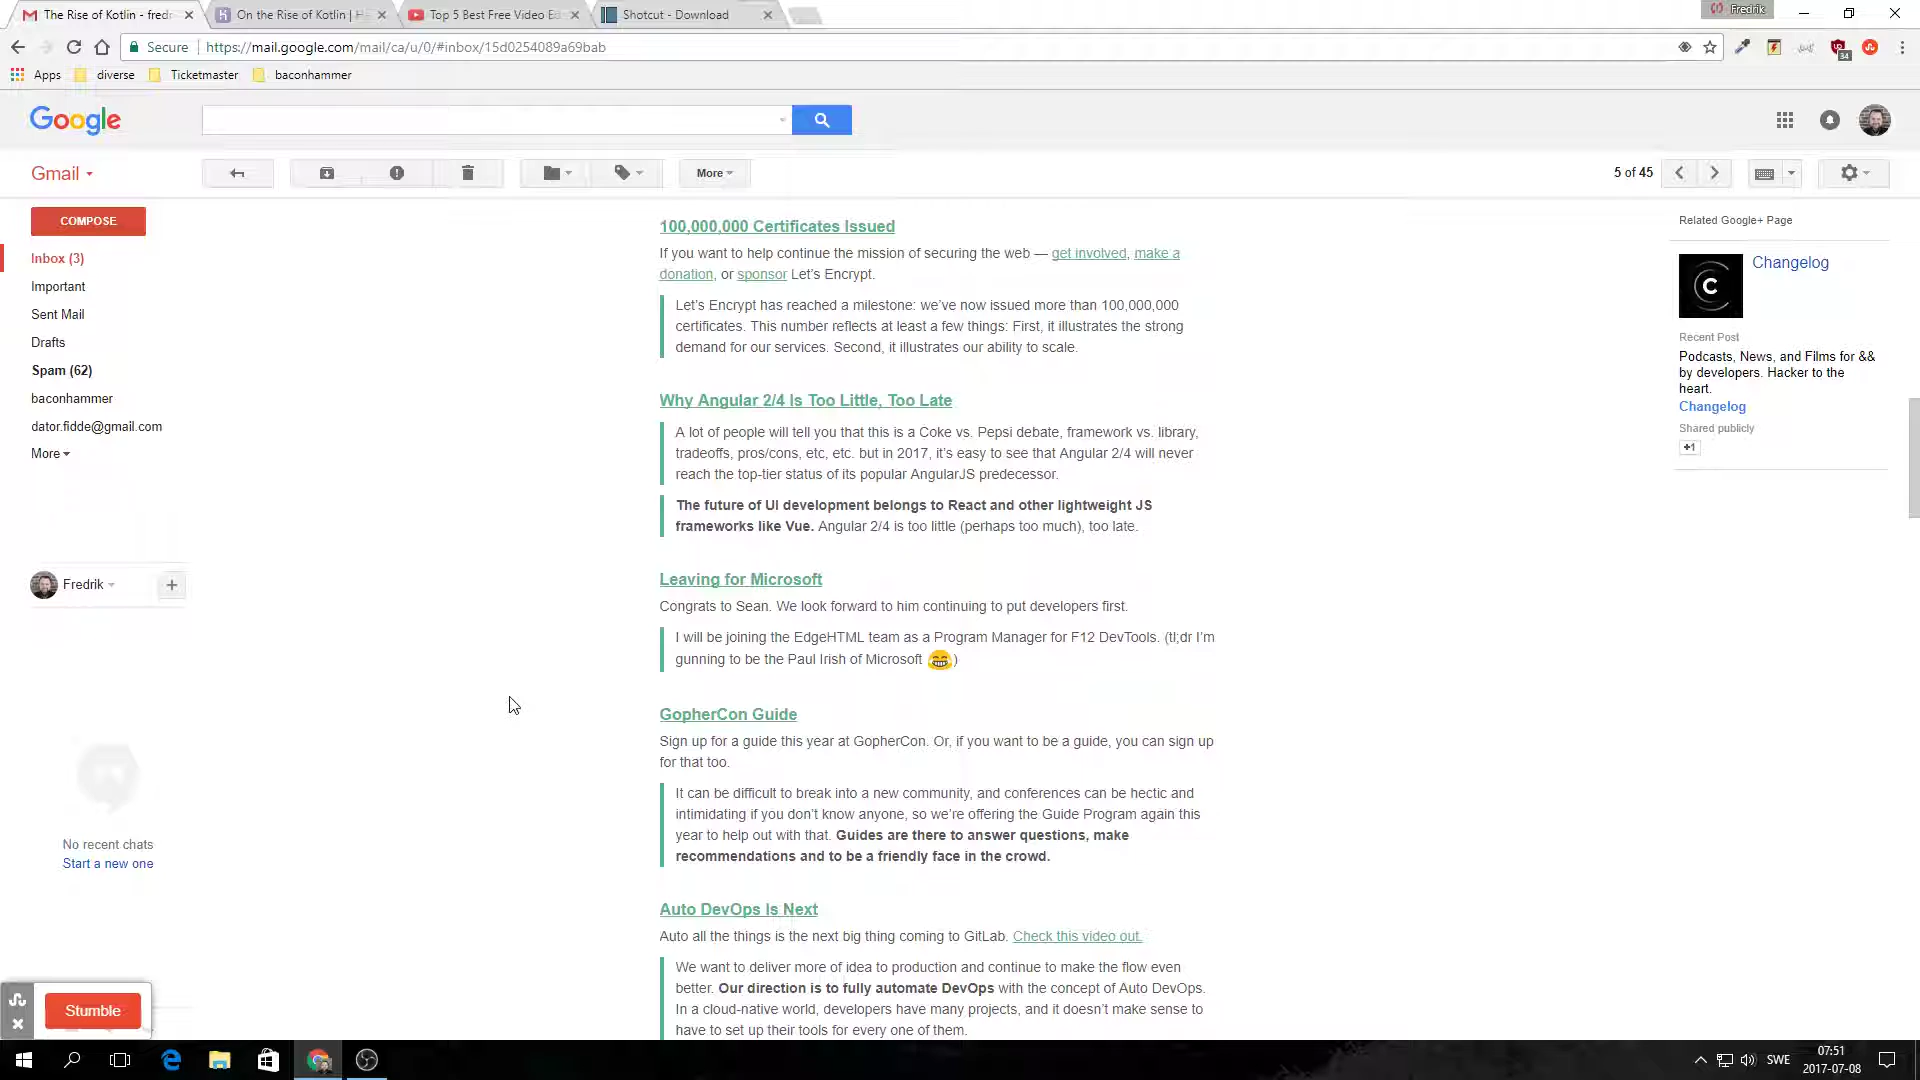 The Rise of Kotlin - fredr
On the Rise of Kotlin | H
Top 5 Best Free Video Ed
Shotcut - Download
Fredrik
Secure
https://mail.google.com/mail/ca/u/0/#inbox/15d0254089a69bab
34
Apps
diverse
Ticketmaster
baconhammer
Google
Gmail
More
5 of 45
COMPOSE
Inbox (3)
Important
Sent Mail
Drafts
Spam (62)
baconhammer
dator.fidde@gmail.com
More
Fredrik
No recent chats
Start a new one
Stumble
100,000,000 Certificates Issued
If you want to help continue the mission of securing the web — get involved, make a
donation, or sponsor Let's Encrypt.
Let's Encrypt has reached a milestone: we've now issued more than 100,000,000
certificates. This number reflects at least a few things: First, it illustrates the strong
demand for our services. Second, it illustrates our ability to scale.
Why Angular 2/4 Is Too Little, Too Late
A lot of people will tell you that this is a Coke vs. Pepsi debate, framework vs. library,
tradeoffs, pros/cons, etc, etc. but in 2017, it's easy to see that Angular 2/4 will never
reach the top-tier status of its popular AngularJS predecessor.
The future of UI development belongs to React and other lightweight JS
frameworks like Vue. Angular 2/4 is too little (perhaps too much), too late.
Leaving for Microsoft
Congrats to Sean. We look forward to him continuing to put developers first.
I will be joining the EdgeHTML team as a Program Manager for F12 DevTools. (tl;dr I'm
gunning to be the Paul Irish of Microsoft 😂)
GopherCon Guide
Sign up for a guide this year at GopherCon. Or, if you want to be a guide, you can sign up
for that too.
It can be difficult to break into a new community, and conferences can be hectic and
intimidating if you don't know anyone, so we're offering the Guide Program again this
year to help out with that. Guides are there to answer questions, make
recommendations and to be a friendly face in the crowd.
Auto DevOps is Next
Auto all the things is the next big thing coming to GitLab. Check this video out.
We want to deliver more of idea to production and continue to make the flow even
better. Our direction is to fully automate DevOps with the concept of Auto DevOps.
In a cloud-native world, developers have many projects, and it doesn't make sense to
have to set up their tools for every one of them.
Related Google+ Page
C
Changelog
Recent Post
Podcasts, News, and Films for &&
by developers. Hacker to the
heart.
Changelog
Shared publicly
+1
SWE
07:51
2017-07-08